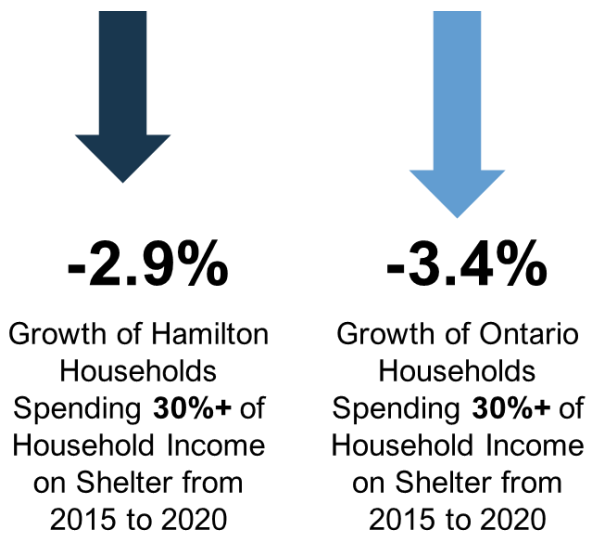 -2.9%
Growth of Hamilton
Households
Spending 30%+ of
Household Income
on Shelter from
2015 to 2020
-3.4%
Growth of Ontario
Households
Spending 30%+ of
Household Income
on Shelter from
2015 to 2020